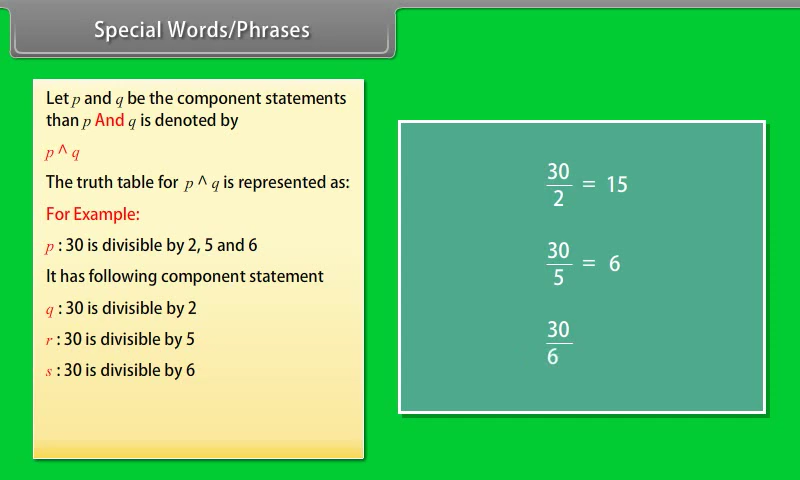 Special Words/Phrases
Let p and q be the component statements
than p And q is denoted by
p ^ q
The truth table for p ^ q is represented as:
For Example:
p : 30 is divisible by 2, 5 and 6
It has following component statement
q : 30 is divisible by 2
r : 30 is divisible by 5
s : 30 is divisible by 6
30
2
= 15
30
5
= 6
30
6